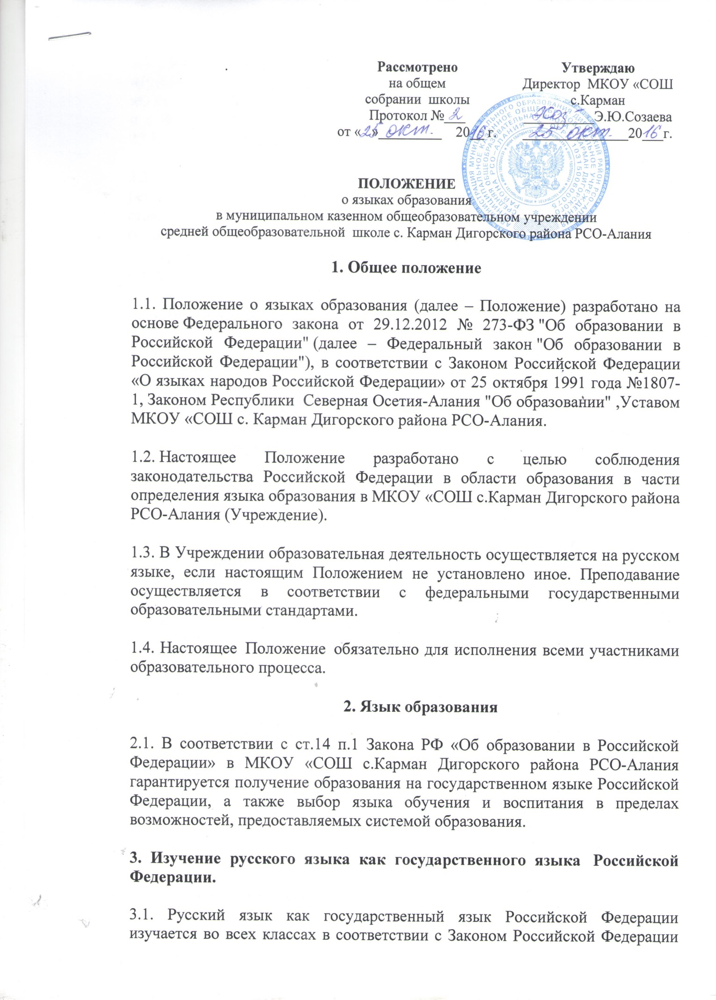 Рассмотрено
на общем
собрании школы
Протокол № 2
от «25» окт. 2016 г.
Утверждаю
Директор МКОУ «СОШ
с.Карман
Э.Ю.Созаева
25 окт. 2016 г.
ПОЛОЖЕНИЕ
о языках образования
в муниципальном казенном общеобразовательном учреждении
средней общеобразовательной школе с. Карман Дигорского района РСО-Алания
1. Общее положение
1.1. Положение о языках образования (далее – Положение) разработано на
основе Федерального закона от 29.12.2012 № 273-ФЗ "Об образовании в
Российской Федерации" (далее – Федеральный закон "Об образовании в
Российской Федерации"), в соответствии с Законом Российской Федерации
«О языках народов Российской Федерации» от 25 октября 1991 года №1807-
1, Законом Республики Северная Осетия-Алания "Об образовании" ,Уставом
МКОУ «СОШ с. Карман Дигорского района РСО-Алания.
1.2. Настоящее Положение разработано с целью соблюдения
законодательства Российской Федерации в области образования в части
определения языка образования в МКОУ «СОШ с.Карман Дигорского района
РСО-Алания (Учреждение).
1.3. В Учреждении образовательная деятельность осуществляется на русском
языке, если настоящим Положением не установлено иное. Преподавание
осуществляется в соответствии с федеральными государственными
образовательными стандартами.
1.4. Настоящее Положение обязательно для исполнения всеми участниками
образовательного процесса.
2. Язык образования
2.1. В соответствии с ст.14 п.1 Закона РФ «Об образовании в Российской
Федерации» в МКОУ «СОШ с.Карман Дигорского района РСО-Алания
гарантируется получение образования на государственном языке Российской
Федерации, а также выбор языка обучения и воспитания в пределах
возможностей, предоставляемых системой образования.
3. Изучение русского языка как государственного языка Российской
Федерации.
3.1. Русский язык как государственный язык Российской Федерации
изучается во всех классах в соответствии с Законом Российской Федерации